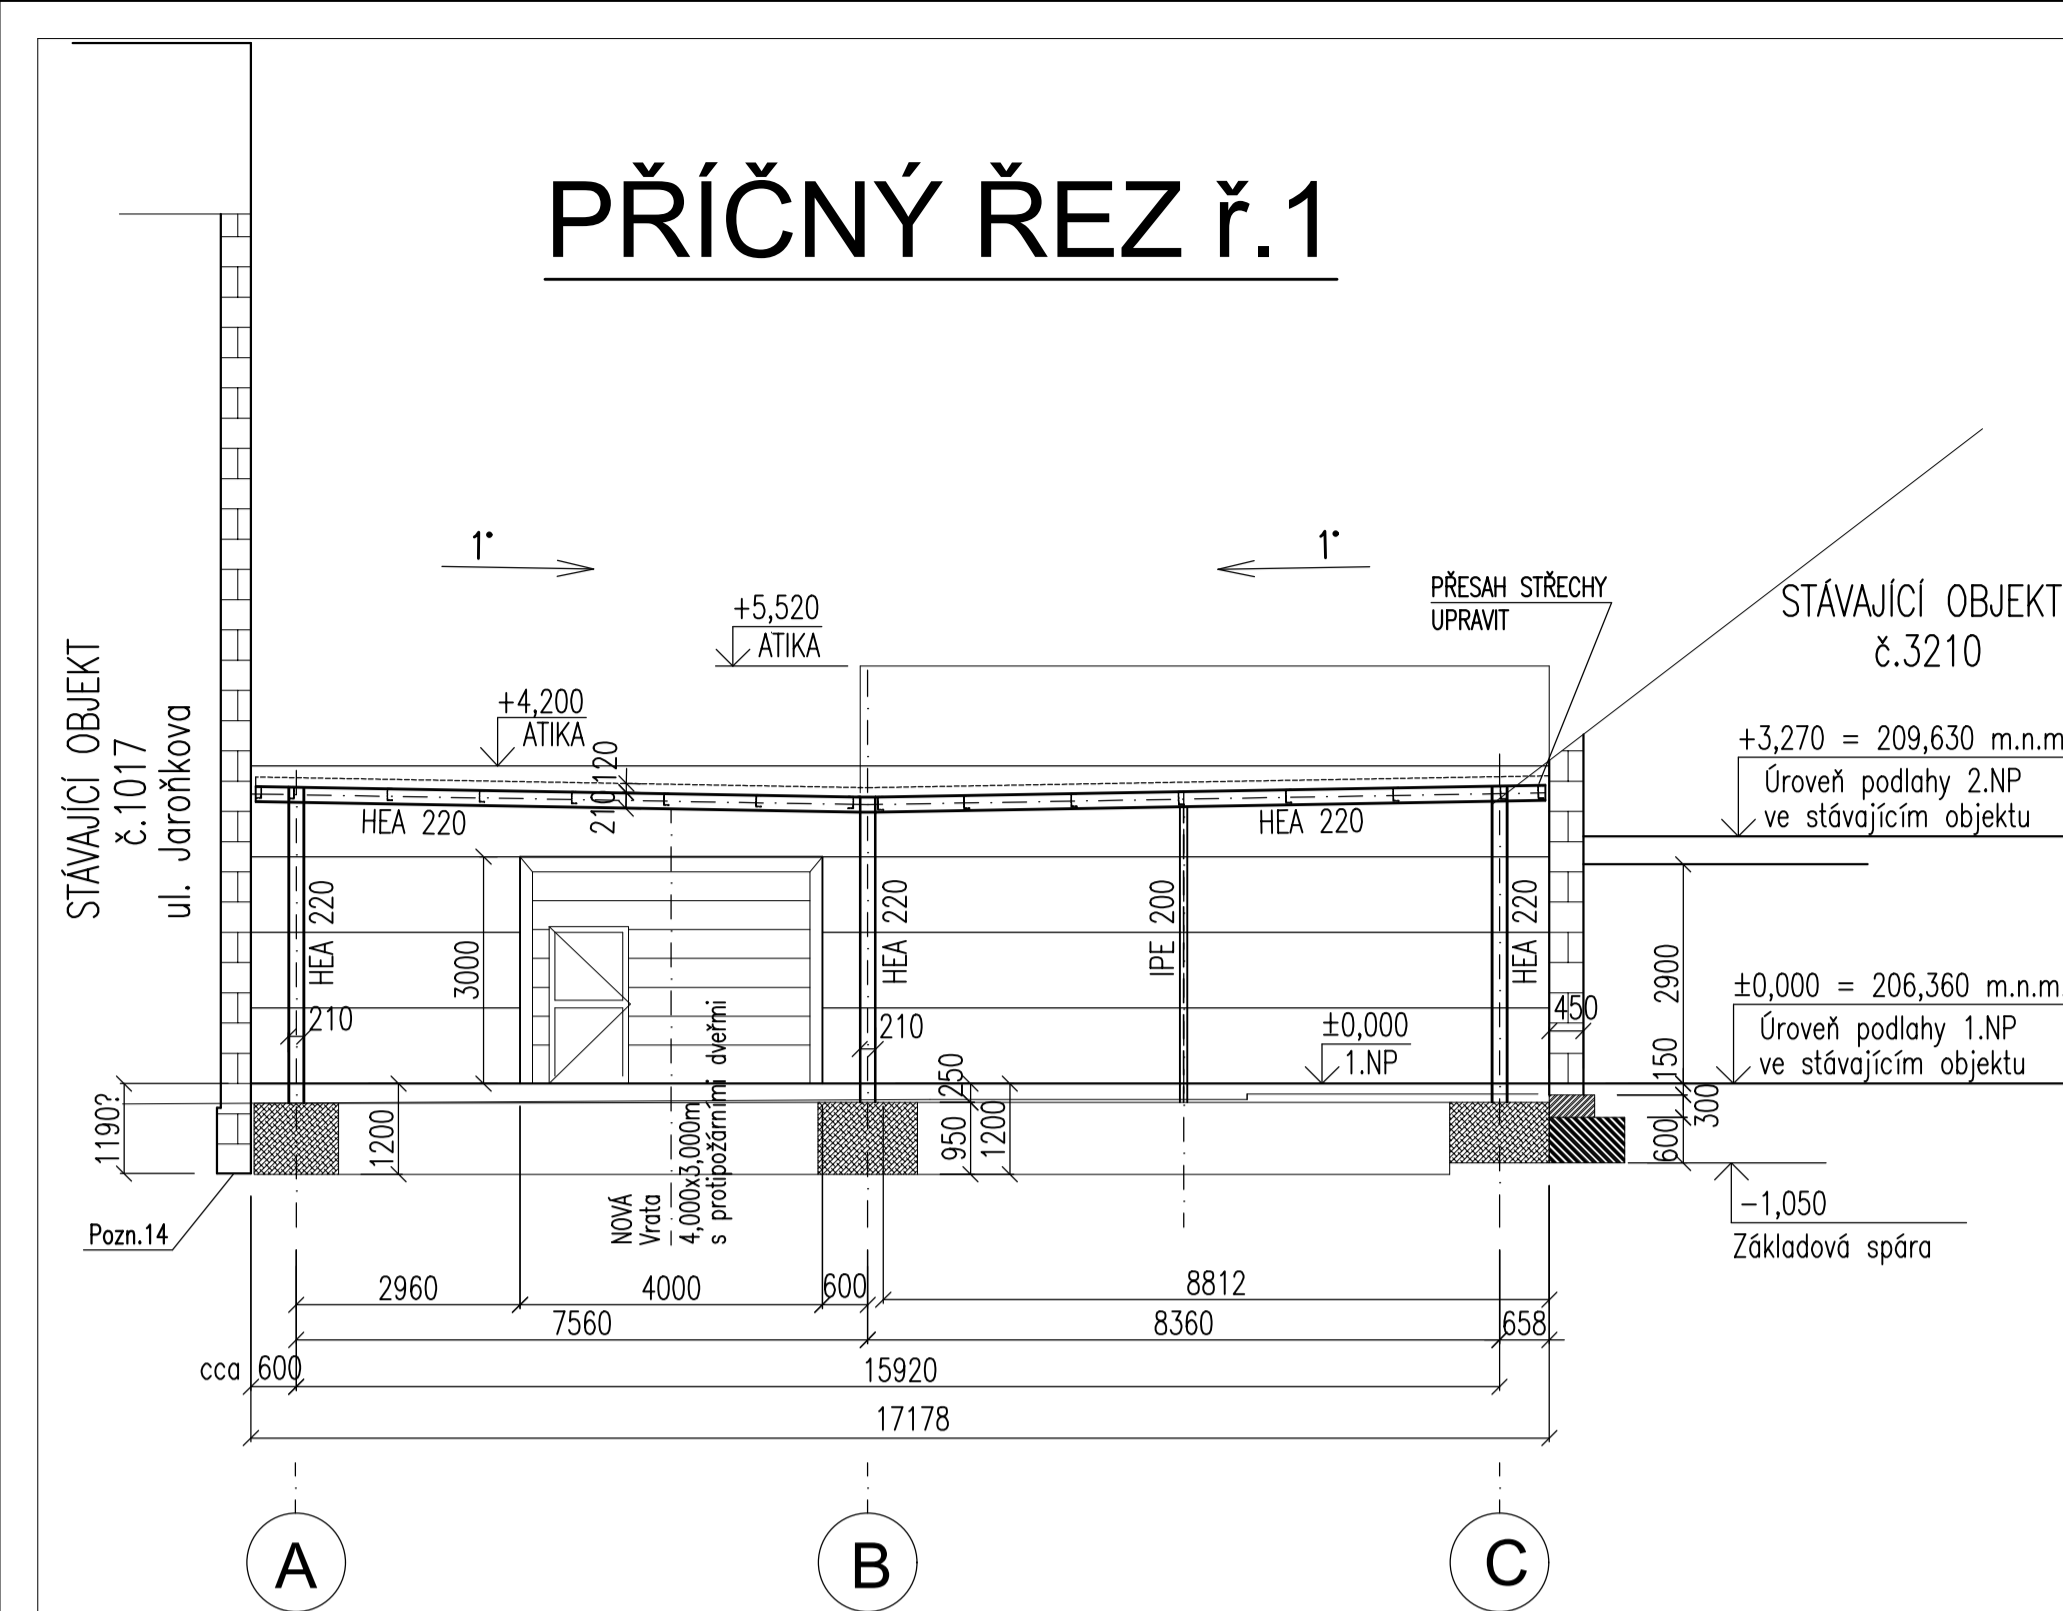 PŘÍČNÝ ŘEZ ř.1
1°
1°
PŘESAH STŘECHY
UPRAVIT
STÁVAJÍCÍ OBJEKT
č.3210
+5,520
ATIKA
+4,200
ATIKA
STÁVAJÍCÍ OBJEKT
č.1017
ul. Jaroňkova
120
210
HEA 220
HEA 220
+3,270 = 209,630 m.n.m
Úroveň podlahy 2.NP
ve stávajícím objektu
HEA 220
3000
HEA 220
IPE 200
HEA 220
2900
210
210
450
±0,000
1.NP
±0,000 = 206,360 m.n.m.
Úroveň podlahy 1.NP
ve stávajícím objektu
150
300
600
1190?
1200
250
950
1200
NOVÁ
Vrata
4,000x3,000m
s protipožárními dveřmi
-1,050
Základová spára
Pozn.14
2960
4000
600
8812
7560
8360
658
cca 600
15920
17178
A
B
C